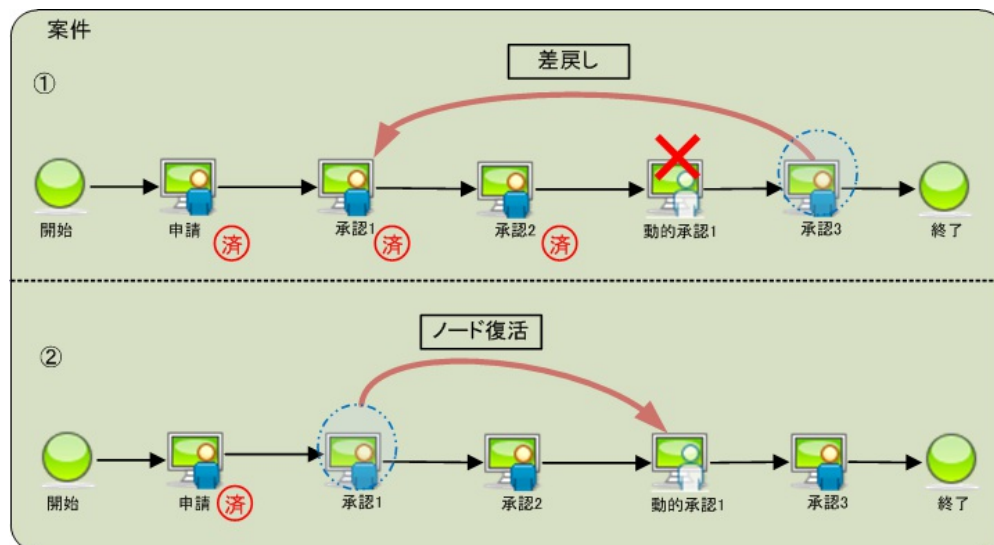 案件
①
差戻し
開始
申請
済
承認1
済
承認2
済
動的承認1
承認3
終了
②
ノード復活
開始
申請
済
承認1
承認2
動的承認1
承認3
終了